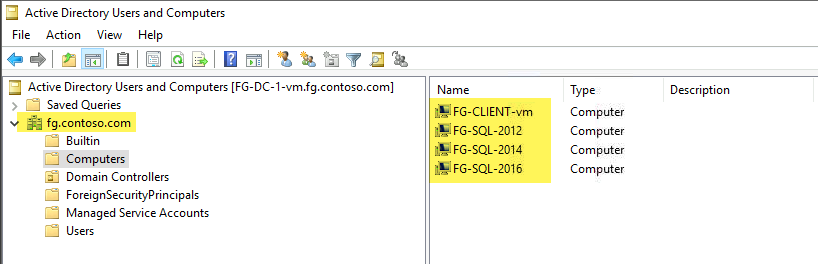 Active Directory Users and Computers
File Action View Help
Active Directory Users and Computers [FG-DC-1-vm.fg.contoso.com]
Saved Queries
fg.contoso.com
Builtin
Computers
Domain Controllers
ForeignSecurityPrincipals
Managed Service Accounts
Users
Name Type Description
FG-CLIENT-vm Computer
FG-SQL-2012 Computer
FG-SQL-2014 Computer
FG-SQL-2016 Computer